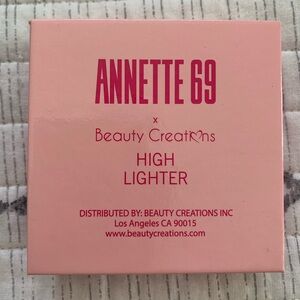 ANNETTE 69
x
Beauty Creations
HIGH
LIGHTER
DISTRIBUTED BY: BEAUTY CREATIONS INC
Los Angeles CA 90015
www.beautycreations.com